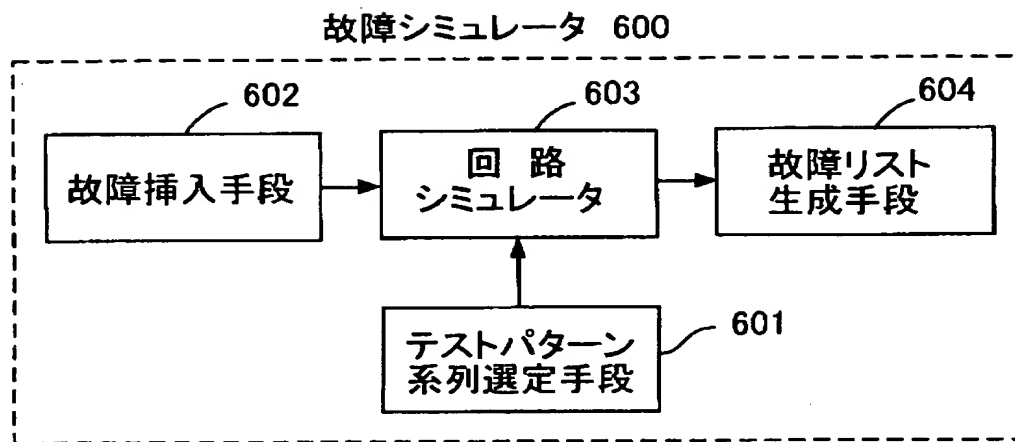 故障シミュレータ 600
602
603
604
故障挿入手段
回 路
シミュレータ
故障リスト
生成手段
601
テストパターン
系列選定手段